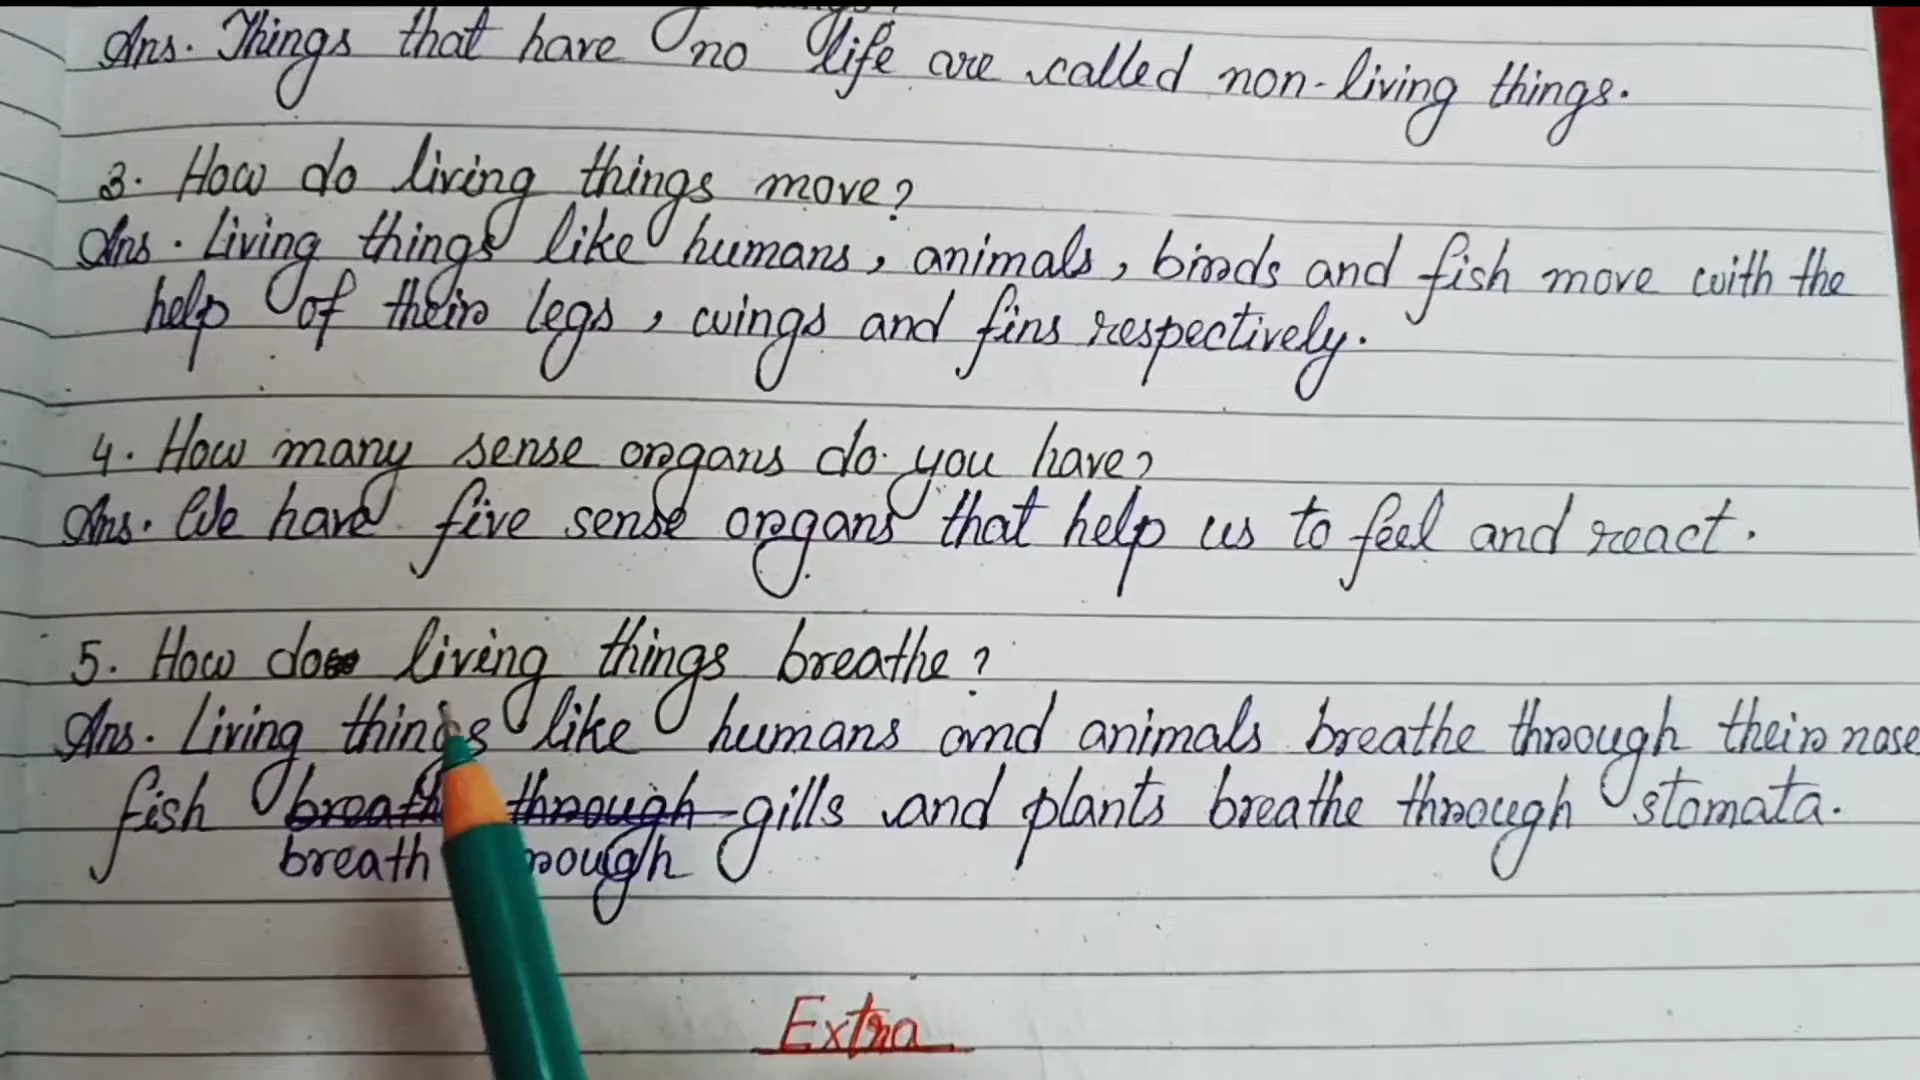 Ans. Things that have no life are called non-living things.
3. How do living things move?
Ans. Living things like humans, animals, birds and fish move with the
help of their legs, wings and fins respectively.
4. How many sense organs do you have?
Ans. We have five sense organs that help us to feel and react.
5. How do living things breathe?
Ans. Living things like humans and animals breathe through their nose
fish breath through gills and plants breathe through stomata.
breath
Extra